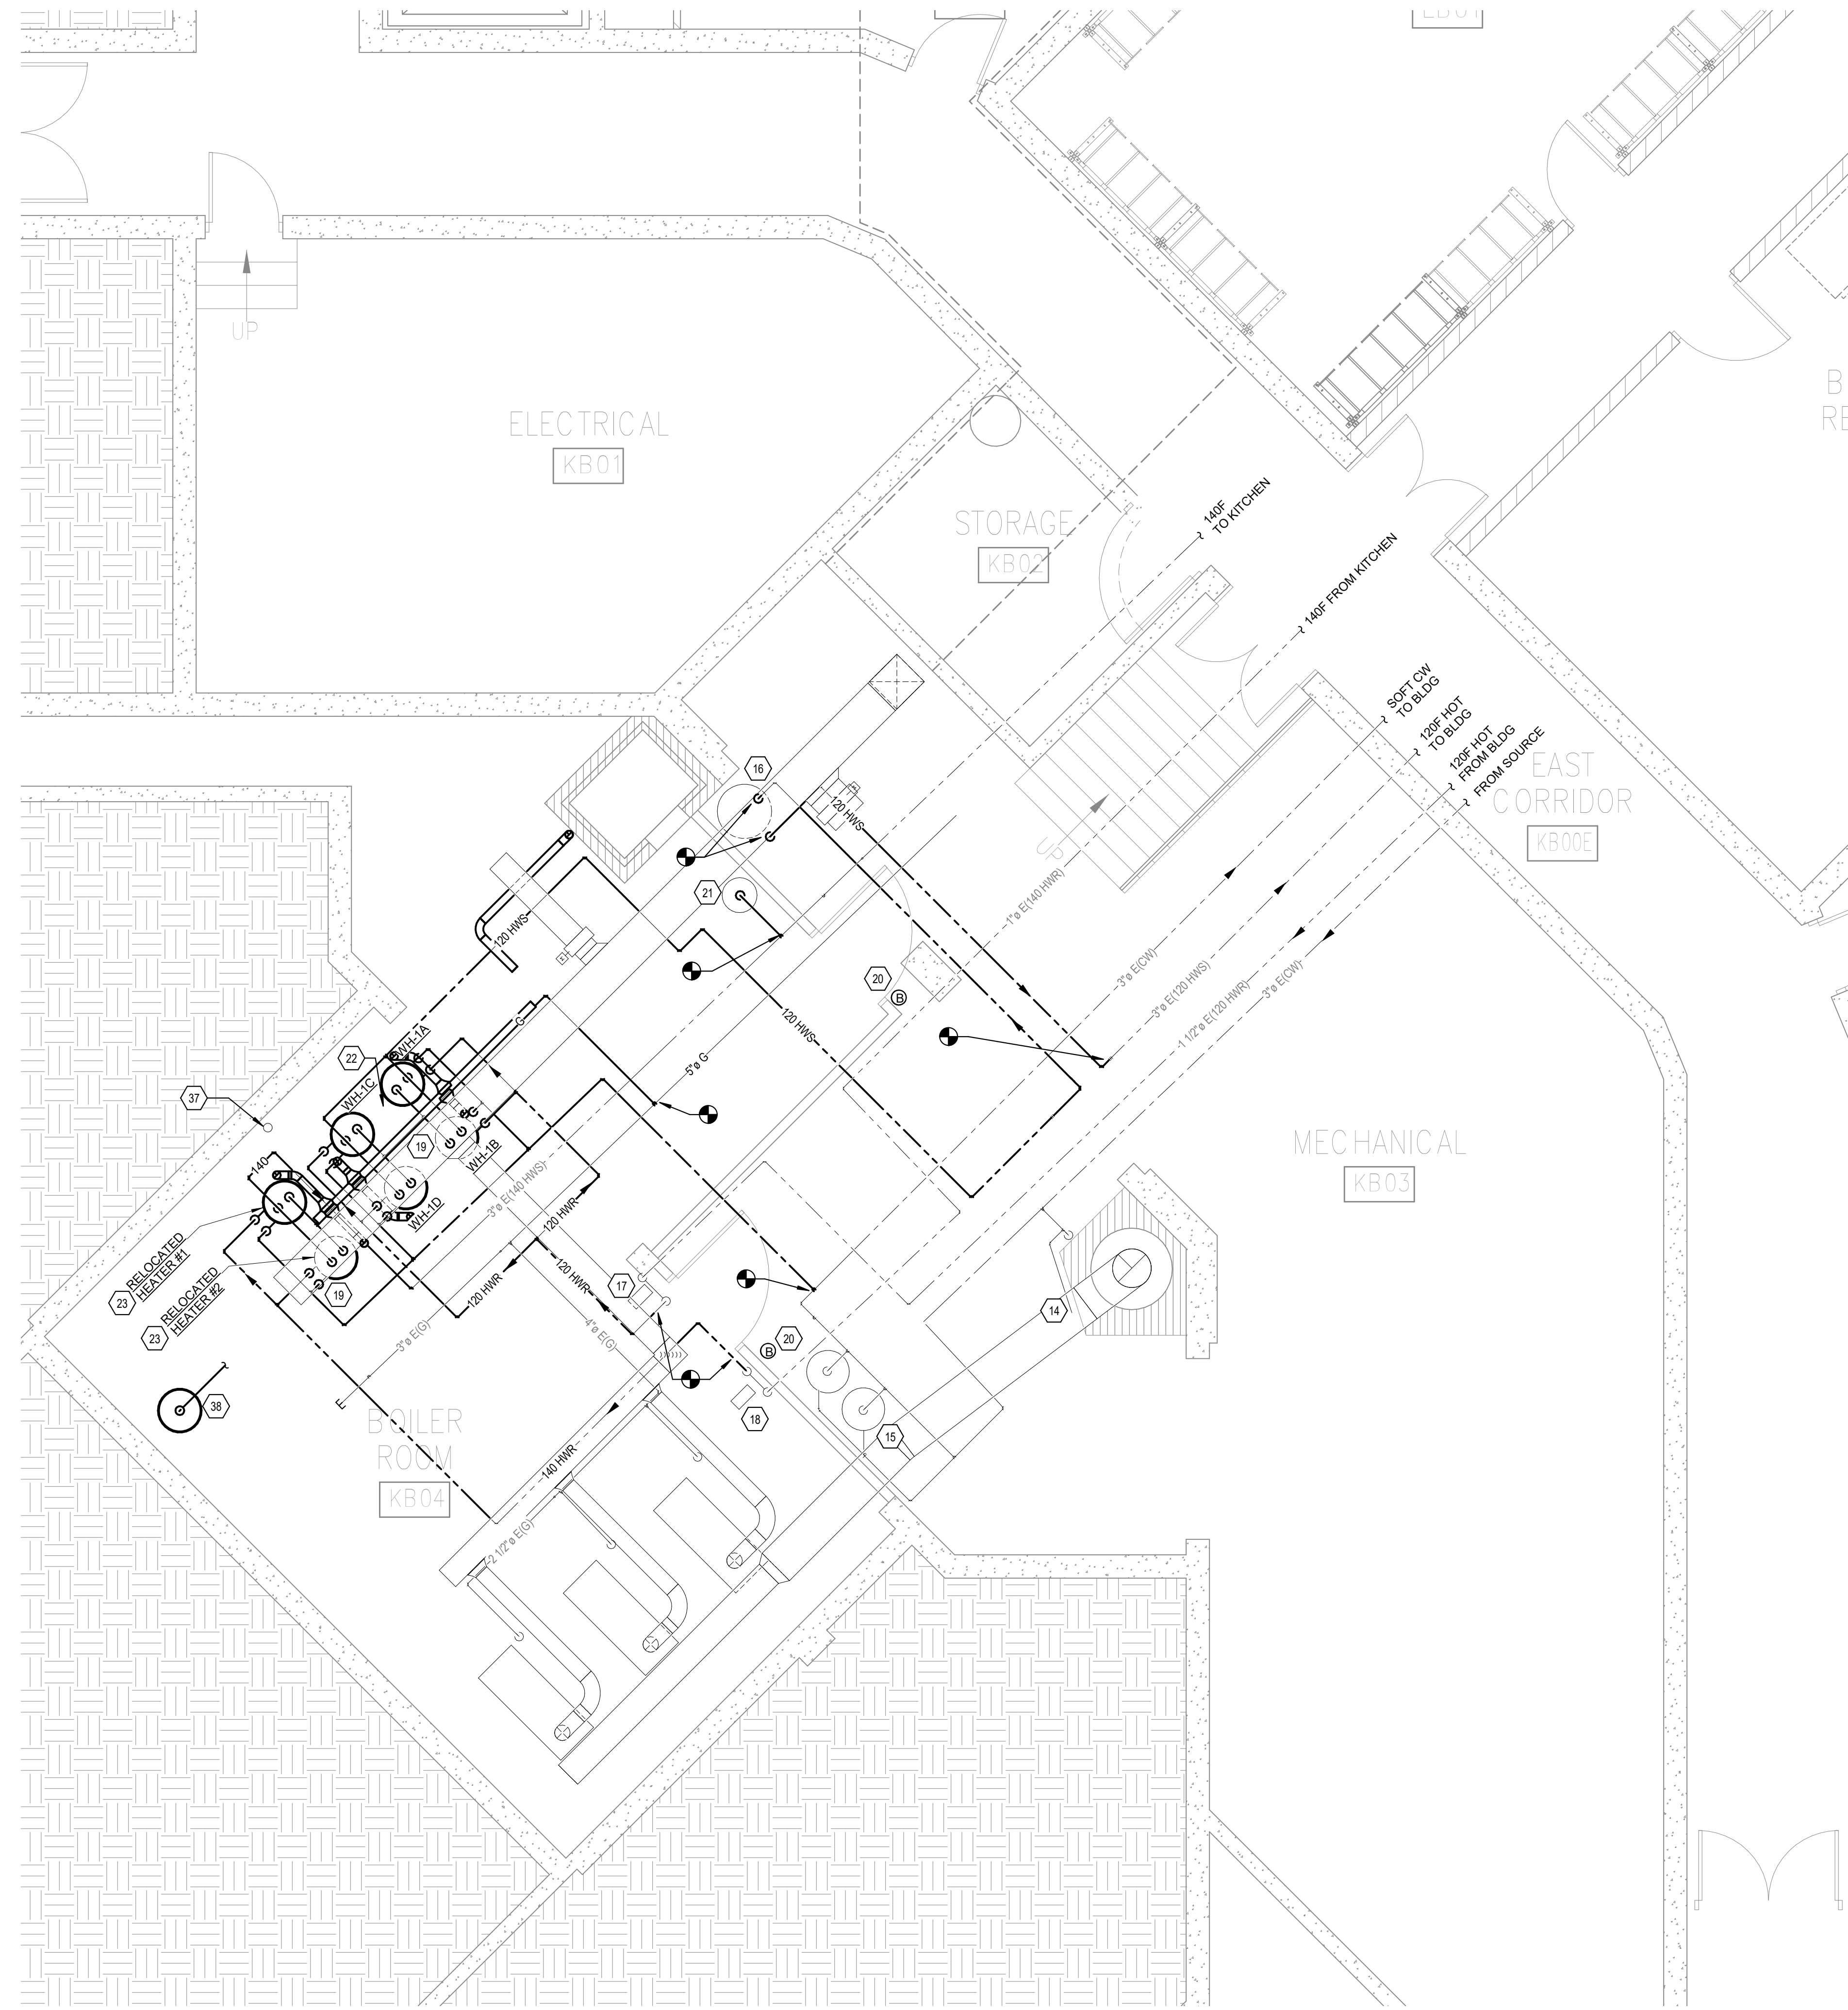 UP
ELECTRICAL
KB01
STORAGE
KB02
140F
TO KITCHEN
140F FROM KITCHEN
SOFT CW
TO BLDG
120F HOT
TO BLDG
120F HOT
FROM BLDG
FROM SOURCE
EAST
CORRIDOR
KB00E
B
RE
16
120 HWS
UP
1"ø E(140 HWR)
21
120 HWS
20
B
3"ø E(CW)
3"ø E(120 HWS)
1 1/2"ø E(120 HWR)
3"ø E(CW)
120 HWS
G
5"ø G
WH-1A
22
WH-1C
37
19
WH-1B
140
WH-1D
3"ø E(140 HWS)
120 HWR
MECHANICAL
KB03
RELOCATED
HEATER #1
23
RELOCATED
HEATER #2
23
19
120 HWR
120 HWR
17
14
3"ø E(G)
4"ø E(G)
20
B
38
E
18
15
BOILER
ROOM
KB04
140 HWR
2 1/2"ø E(G)